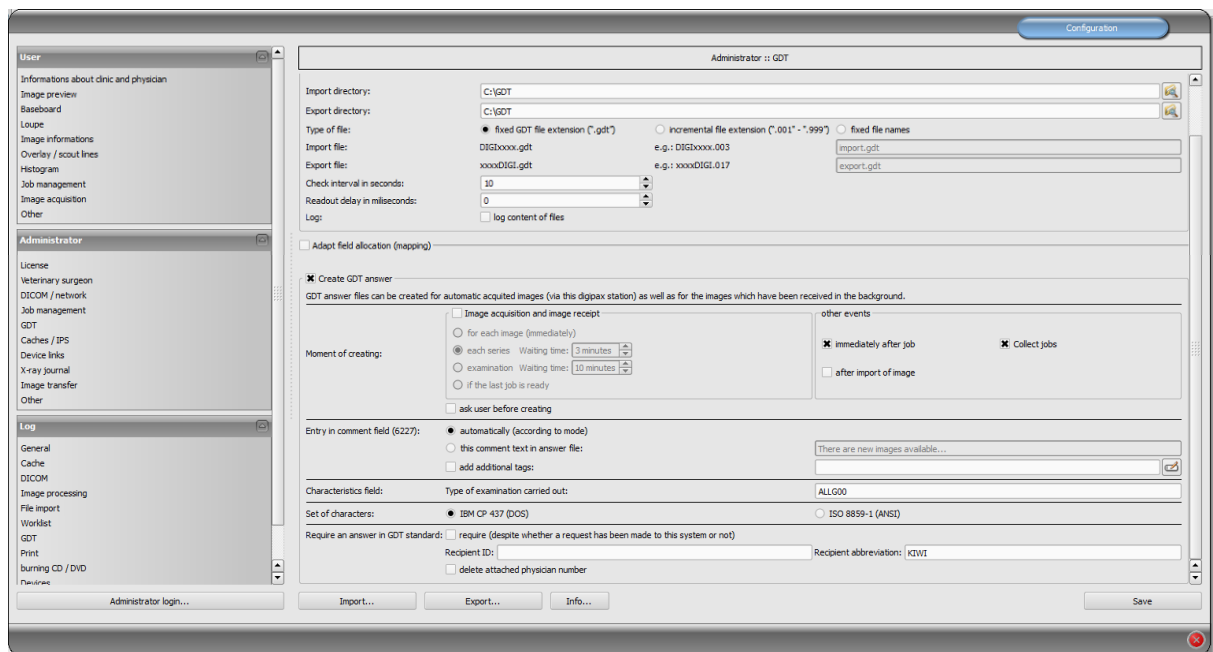 Configuration
User
Informations about clinic and physician
Image preview
Baseboard
Loupe
Image informations
Overlay / scout lines
Histogram
Job management
Image acquisition
Other
Administrator
License
Veterinary surgeon
DICOM / network
Job management
GDT
Caches / IPS
Device links
X-ray journal
Image transfer
Other
Log
General
Cache
DICOM
Image processing
File import
Worklist
GDT
Print
burning CD / DVD
Devices
Administrator login...
Administrator :: GDT
Import directory: C:\GDT
Export directory: C:\GDT
Type of file: fixed GDT file extension (".gdt") incremental file extension (".001" - ".999") fixed file names
Import file: DIGIxxxx.gdt e.g.: DIGIxxxx.003 import.gdt
Export file: xxxxDIGI.gdt e.g.: xxxxDIGI.017 export.gdt
Check interval in seconds: 10
Readout delay in miliseconds: 0
Log: log content of files
Adapt field allocation (mapping)
Create GDT answer
GDT answer files can be created for automatic acquited images (via this digipax station) as well as for the images which have been received in the background.
Moment of creating:
Image acquisition and image receipt
for each image (immediately)
each series Waiting time: 3 minutes
examination Waiting time: 10 minutes
if the last job is ready
other events
immediately after job Collect jobs
after import of image
ask user before creating
Entry in comment field (6227): automatically (according to mode)
this comment text in answer file: There are new images available...
add additional tags:
Characteristics field: Type of examination carried out: ALLG00
Set of characters: IBM CP 437 (DOS) ISO 8859-1 (ANSI)
Require an answer in GDT standard: require (despite whether a request has been made to this system or not)
Recipient ID: Recipient abbreviation: KIWI
delete attached physician number
Import... Export... Info... Save